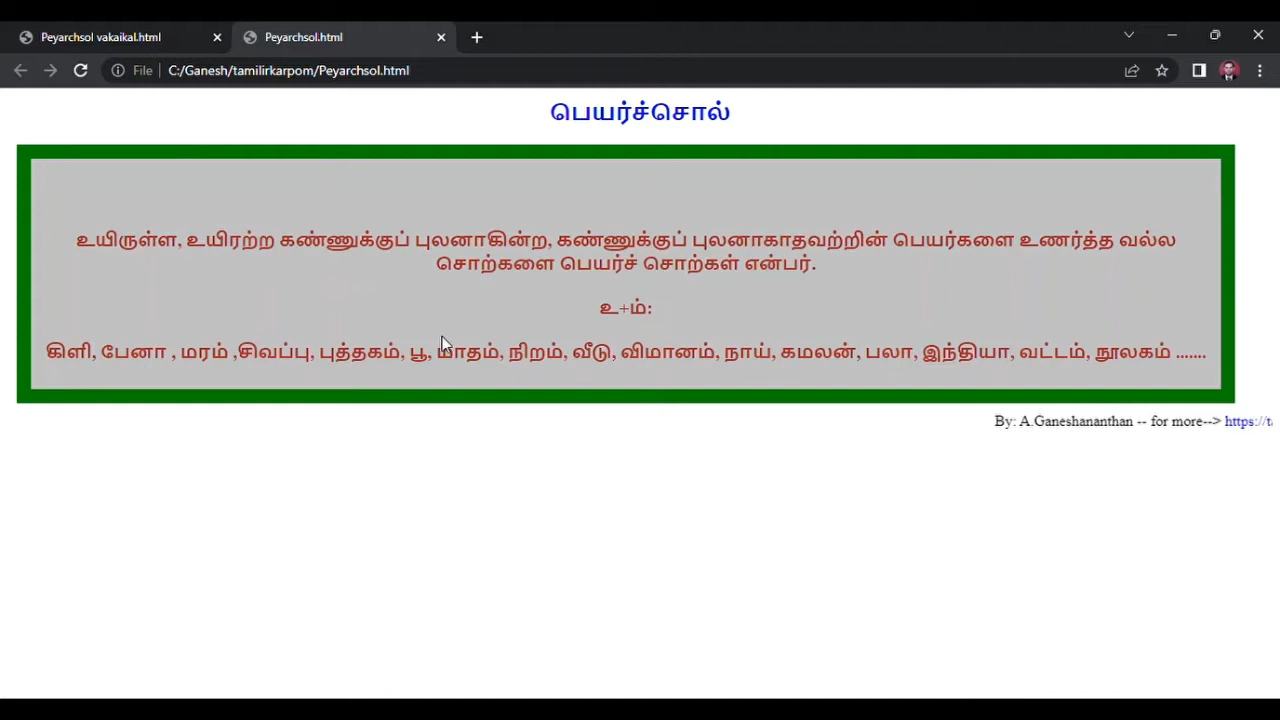 Peyarchsol vakaikal.html
Peyarchsol.html
File
C:/Ganesh/tamilirkarpom/Peyarchsol.html
பெயர்ச்சொல்
உயிருள்ள, உயிரற்ற கண்ணுக்குப் புலனாகின்ற, கண்ணுக்குப் புலனாகாதவற்றின் பெயர்களை உணர்த்த வல்ல
சொற்களை பெயர்ச் சொற்கள் என்பர்.
உ+ம்:
கிளி, பேனா , மரம் ,சிவப்பு, புத்தகம், பூ, மாதம், நிறம், வீடு, விமானம், நாய், கமலன், பலா, இந்தியா, வட்டம், நூலகம் .......
By: A.Ganeshananthan -- for more--> https://t